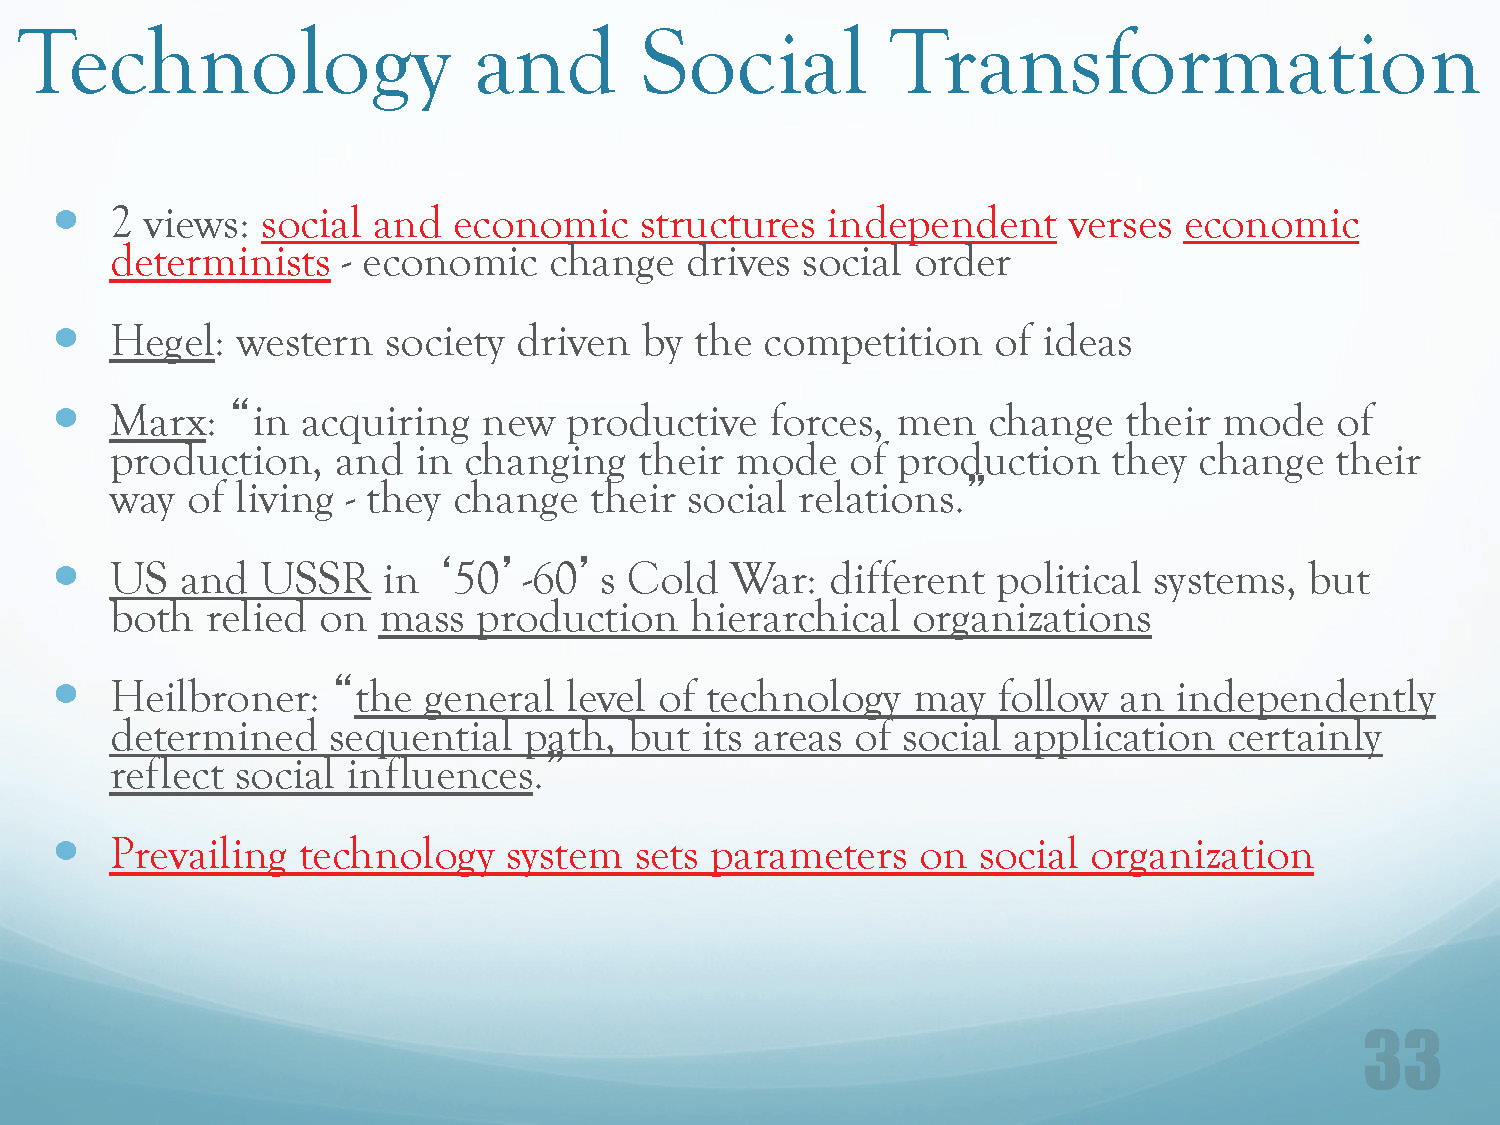 Technology and Social Transformation
• 2 views: social and economic structures independent verses economic
determinists - economic change drives social order
• Hegel: western society driven by the competition of ideas
• Marx: “in acquiring new productive forces, men change their mode of
production, and in changing their mode of production they change their
way of living - they change their social relations.”
• US and USSR in ‘50’-60’s Cold War: different political systems, but
both relied on mass production hierarchical organizations
• Heilbroner: “the general level of technology may follow an independently
determined sequential path, but its areas of social application certainly
reflect social influences.”
• Prevailing technology system sets parameters on social organization
33